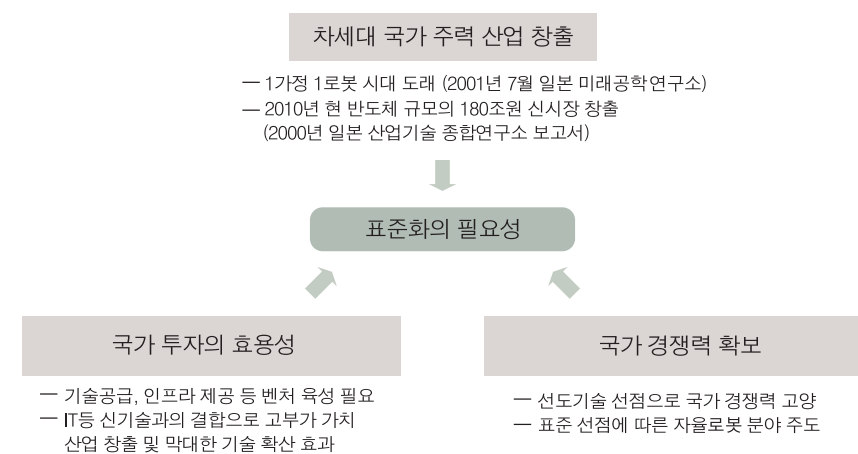 차세대 국가 주력 산업 창출
— 1가정 1로봇 시대 도래 (2001년 7월 일본 미래공학연구소)
— 2010년 현 반도체 규모의 180조원 신시장 창출
(2000년 일본 산업기술 종합연구소 보고서)
표준화의 필요성
국가 투자의 효용성
— 기술공급, 인프라 제공 등 벤처 육성 필요
— IT등 신기술과의 결합으로 고부가 가치
산업 창출 및 막대한 기술 확산 효과
국가 경쟁력 확보
— 선도기술 선점으로 국가 경쟁력 고양
— 표준 선점에 따른 자율로봇 분야 주도